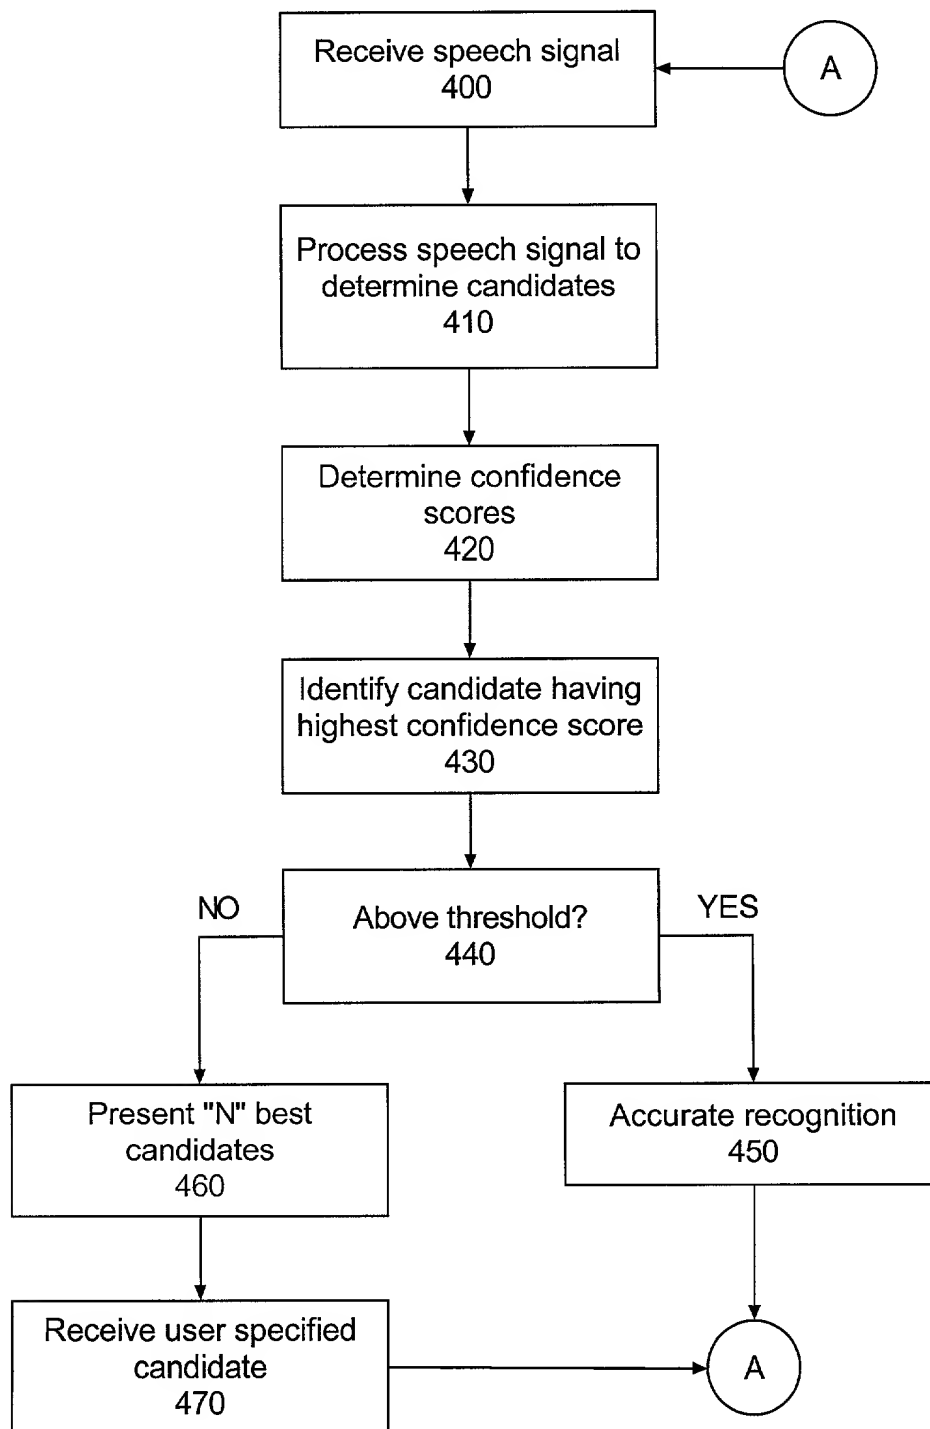 Receive speech signal
400
A
Process speech signal to
determine candidates
410
Determine confidence
scores
420
Identify candidate having
highest confidence score
430
NO
Above threshold?
440
YES
Present "N" best
candidates
460
Accurate recognition
450
Receive user specified
candidate
470
A